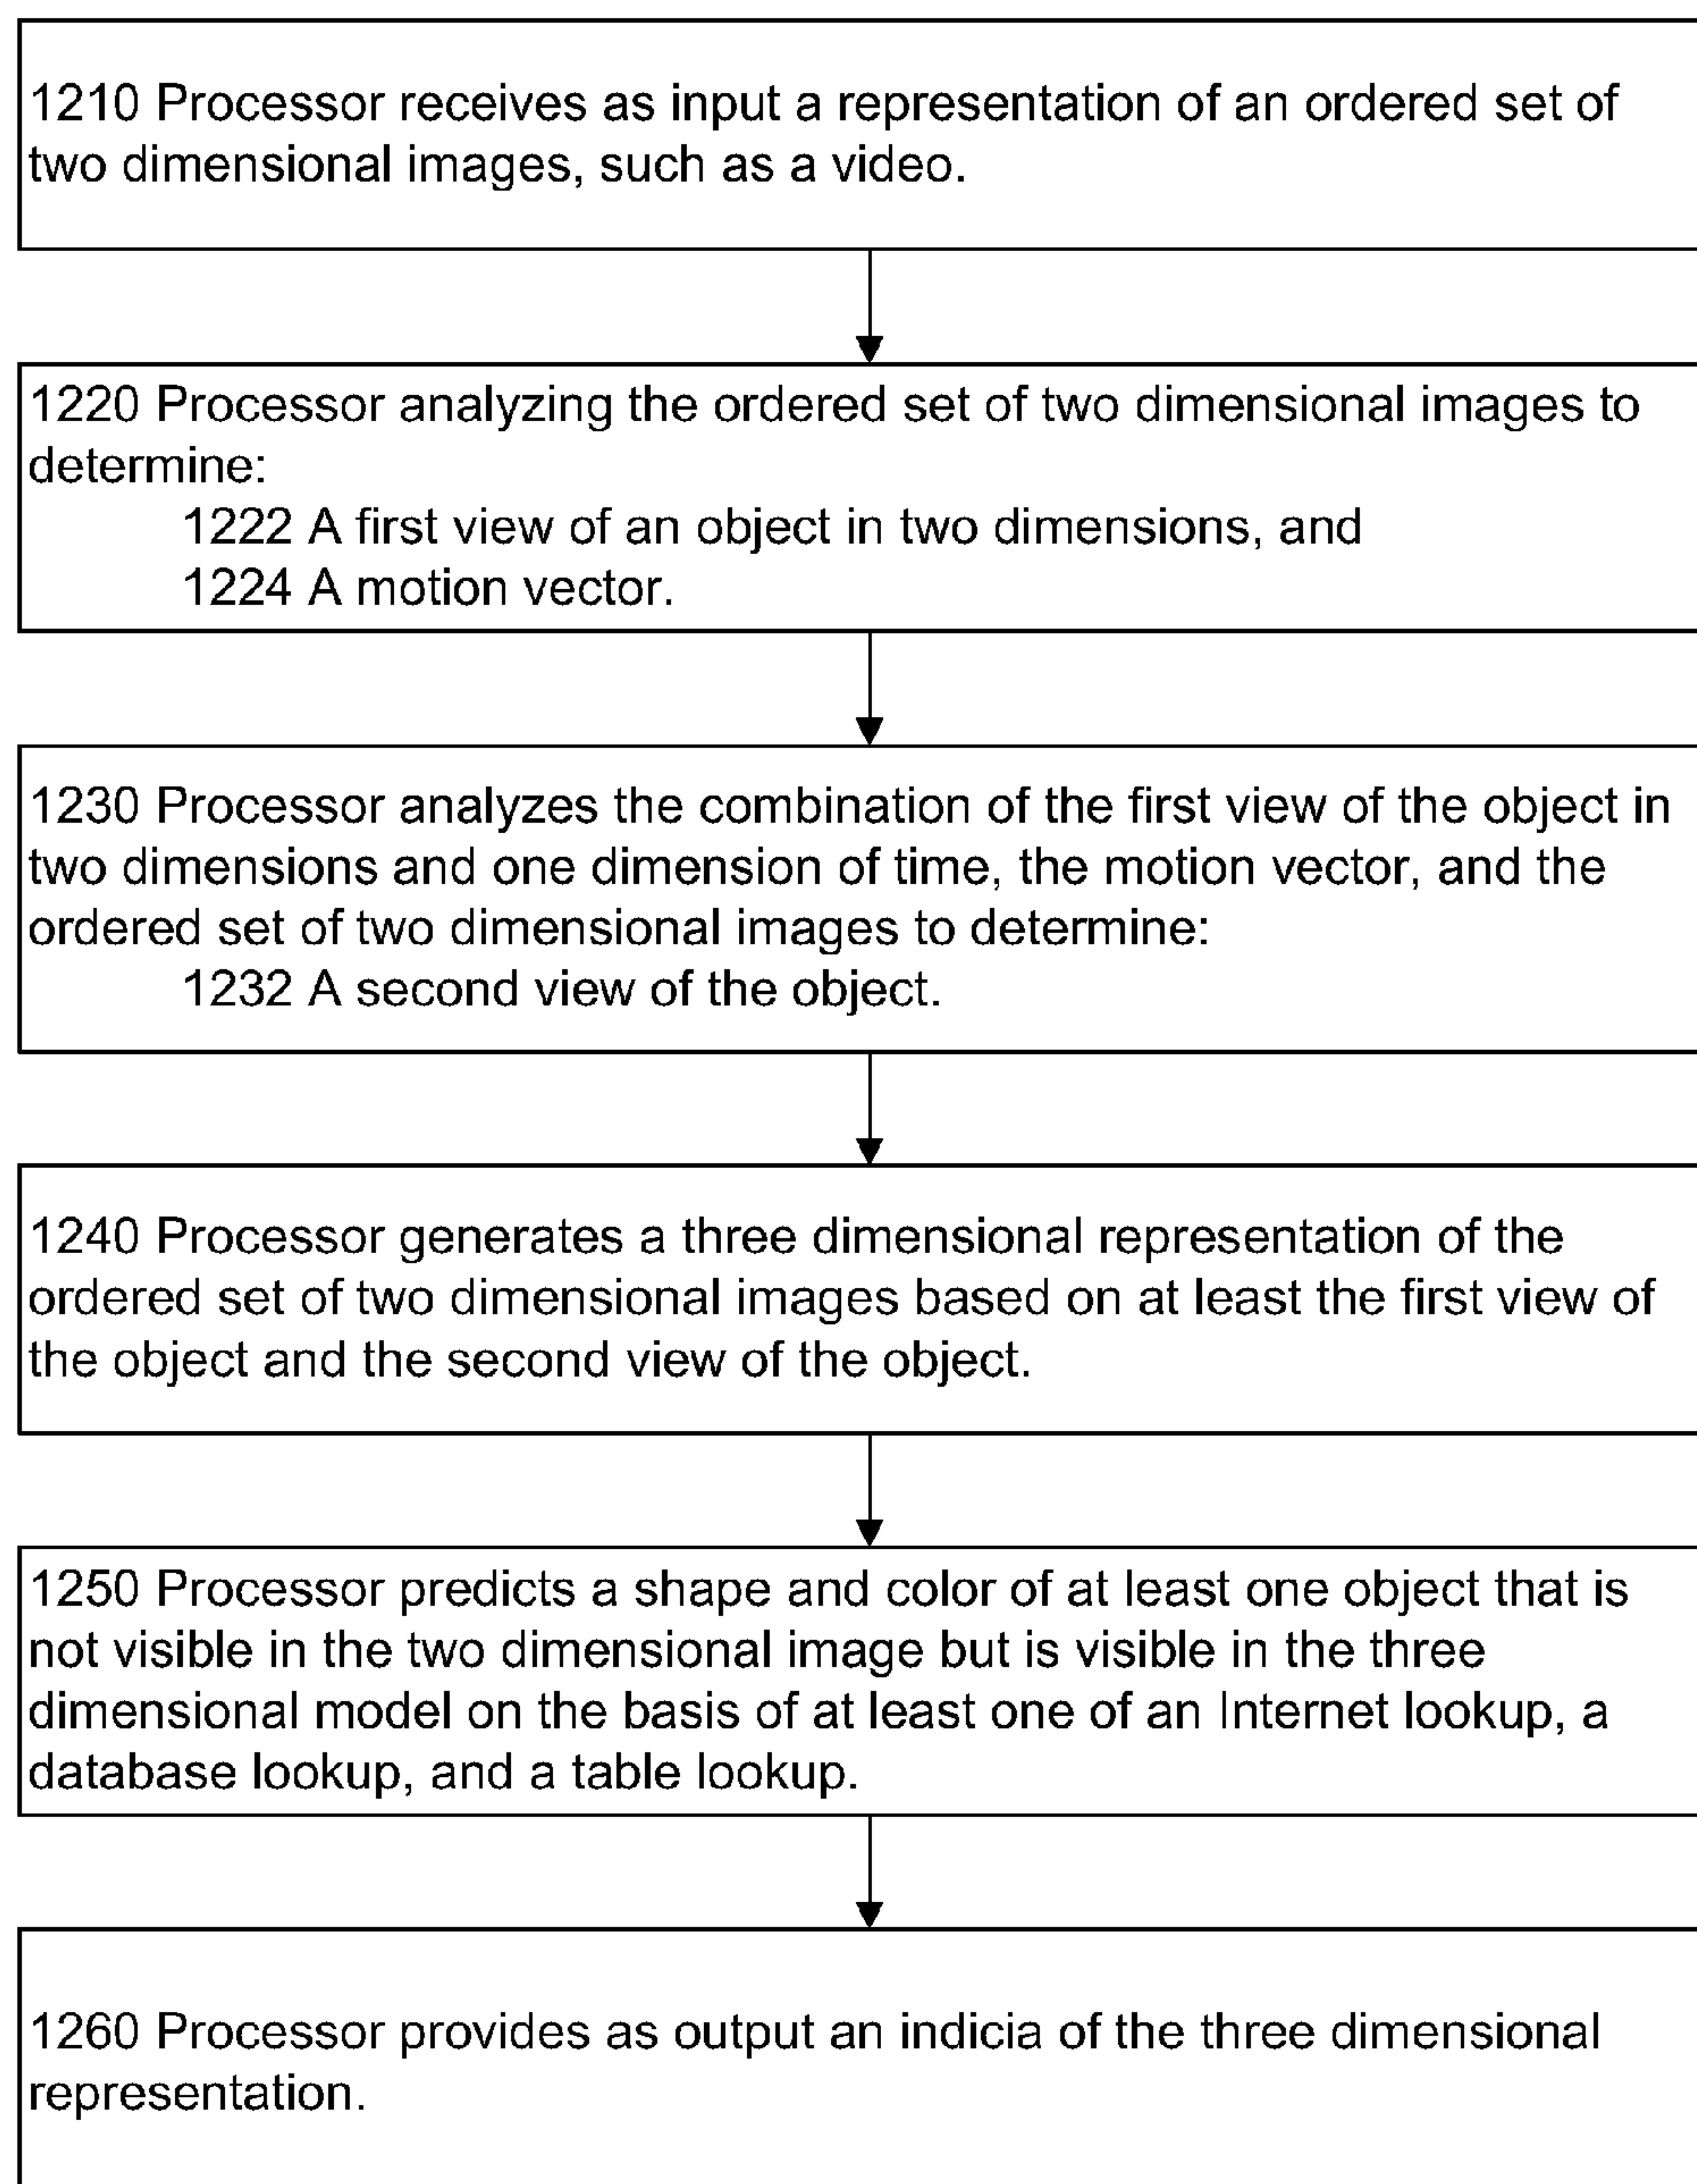 1210 Processor receives as input a representation of an ordered set of
two dimensional images, such as a video.
1220 Processor analyzing the ordered set of two dimensional images to
determine:
1222 A first view of an object in two dimensions, and
1224 A motion vector.
1230 Processor analyzes the combination of the first view of the object in
two dimensions and one dimension of time, the motion vector, and the
ordered set of two dimensional images to determine:
1232 A second view of the object.
1240 Processor generates a three dimensional representation of the
ordered set of two dimensional images based on at least the first view of
the object and the second view of the object.
1250 Processor predicts a shape and color of at least one object that is
not visible in the two dimensional image but is visible in the three
dimensional model on the basis of at least one of an Internet lookup, a
database lookup, and a table lookup.
1260 Processor provides as output an indicia of the three dimensional
representation.